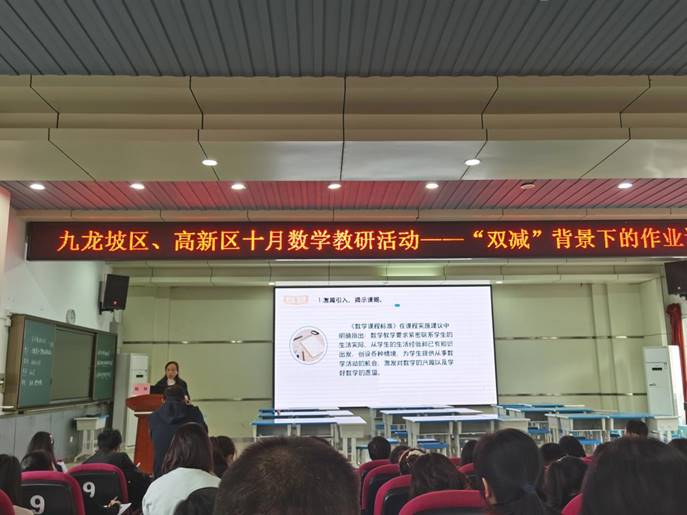 九龙坡区、高新区十月数学教研活动——“双减”背景下的作业
1.激趣引入，揭示课题。
《数学课程标准》在课程实施建议中
明确指出：数学教学要求紧密联系学生的
生活实际，从学生的生活经验和已有知识
出发，创设各种情境，为学生提供从事数
学活动的机会，激发对数学的兴趣以及学
好数学的愿望。
9
9